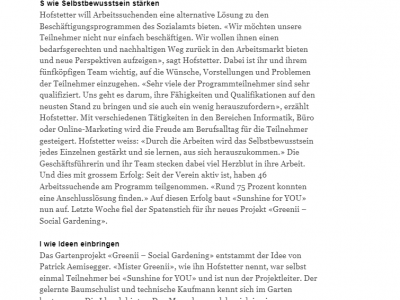 S wie Selbstbewusstsein stärken
Hofstetter will Arbeitssuchenden eine alternative Lösung zu den
Beschäftigungsprogrammen des Sozialamts bieten. «Wir möchten unsere
Teilnehmer nicht nur einfach beschäftigen. Wir wollen ihnen einen
bedarfsgerechten und nachhaltigen Weg zurück in den Arbeitsmarkt bieten
und neue Perspektiven aufzeigen», sagt Hofstetter. Dabei ist ihr und ihrem
fünfköpfigen Team wichtig, auf die Wünsche, Vorstellungen und Problemen
der Teilnehmer einzugehen. «Sehr viele der Programmteilnehmer sind sehr
qualifiziert. Uns geht es darum, ihre Fähigkeiten und Qualifikationen auf den
neusten Stand zu bringen und sie auch ein wenig herauszufordern», erzählt
Hofstetter. Mit verschiedenen Tätigkeiten in den Bereichen Informatik, Büro
oder Online-Marketing wird die Freude am Berufsalltag für die Teilnehmer
gesteigert. Hofstetter weiss: «Durch die Arbeiten wird das Selbstbewusstsein
jedes Einzelnen gestärkt und sie lernen, aus sich herauszukommen.» Die
Geschäftsführerin und ihr Team stecken dabei viel Herzblut in ihre Arbeit.
Und dies mit grossem Erfolg: Seit der Verein aktiv ist, haben 46
Arbeitssuchende am Programm teilgenommen. «Rund 75 Prozent konnten
eine Anschlusslösung finden.» Auf diesen Erfolg baut «Sunshine for YOU»
nun auf. Letzte Woche fiel der Spatenstich für ihr neues Projekt «Greenii –
Social Gardening».
I wie Ideen einbringen
Das Gartenprojekt «Greenii – Social Gardening» entstammt der Idee von
Patrick Aemisegger. «Mister Greenii», wie ihn Hofstetter nennt, war selbst
einmal Teilnehmer bei «Sunshine for YOU» und ist nun der Projektleiter. Der
gelernte Baumschulist und technische Kaufmann kennt sich im Garten